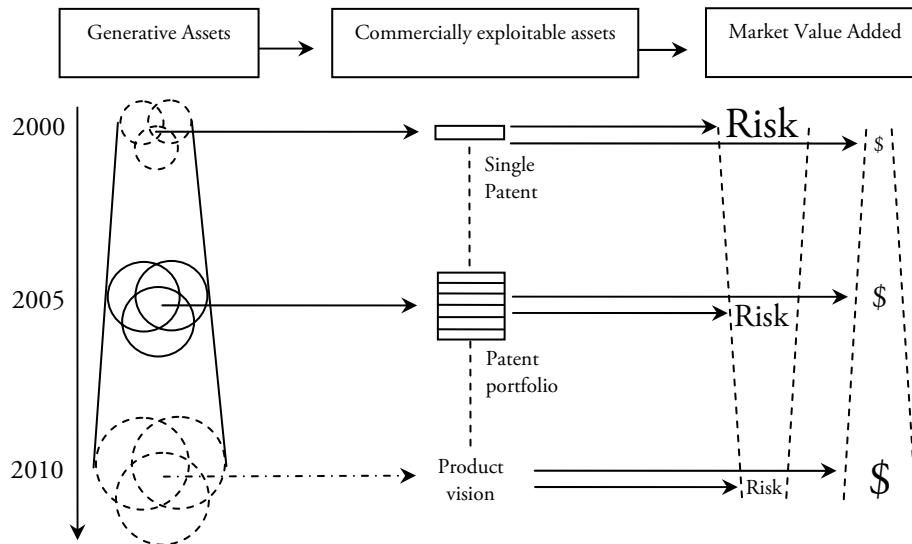 Generative Assets
Commercially exploitable assets
Market Value Added
2000
Risk
$
Single
Patent
2005
$
Risk
Patent
portfolio
2010
Product
vision
Risk
$